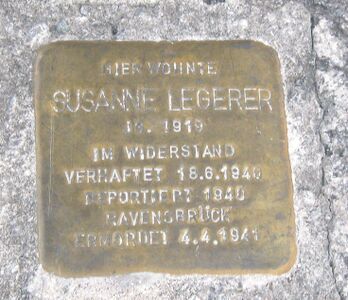 HIER WOHNTE
SUSANNE LEGERER
JG. 1919
IM WIDERSTAND
VERHAFTET 18.6.1940
DEPORTIERT 1940
RAVENSBRÜCK
ERMORDET 4.4.1941